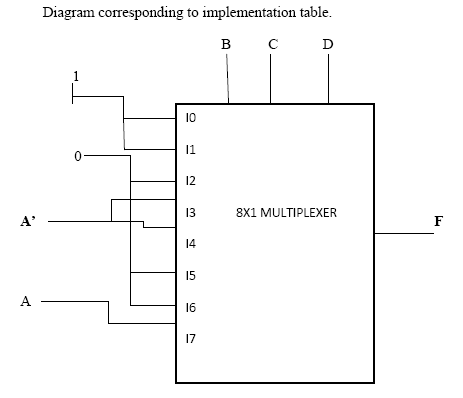 Diagram corresponding to implementation table.
B C D
1
I0
I1
0
I2
I3
8X1 MULTIPLEXER
A’
F
I4
I5
A
I6
I7